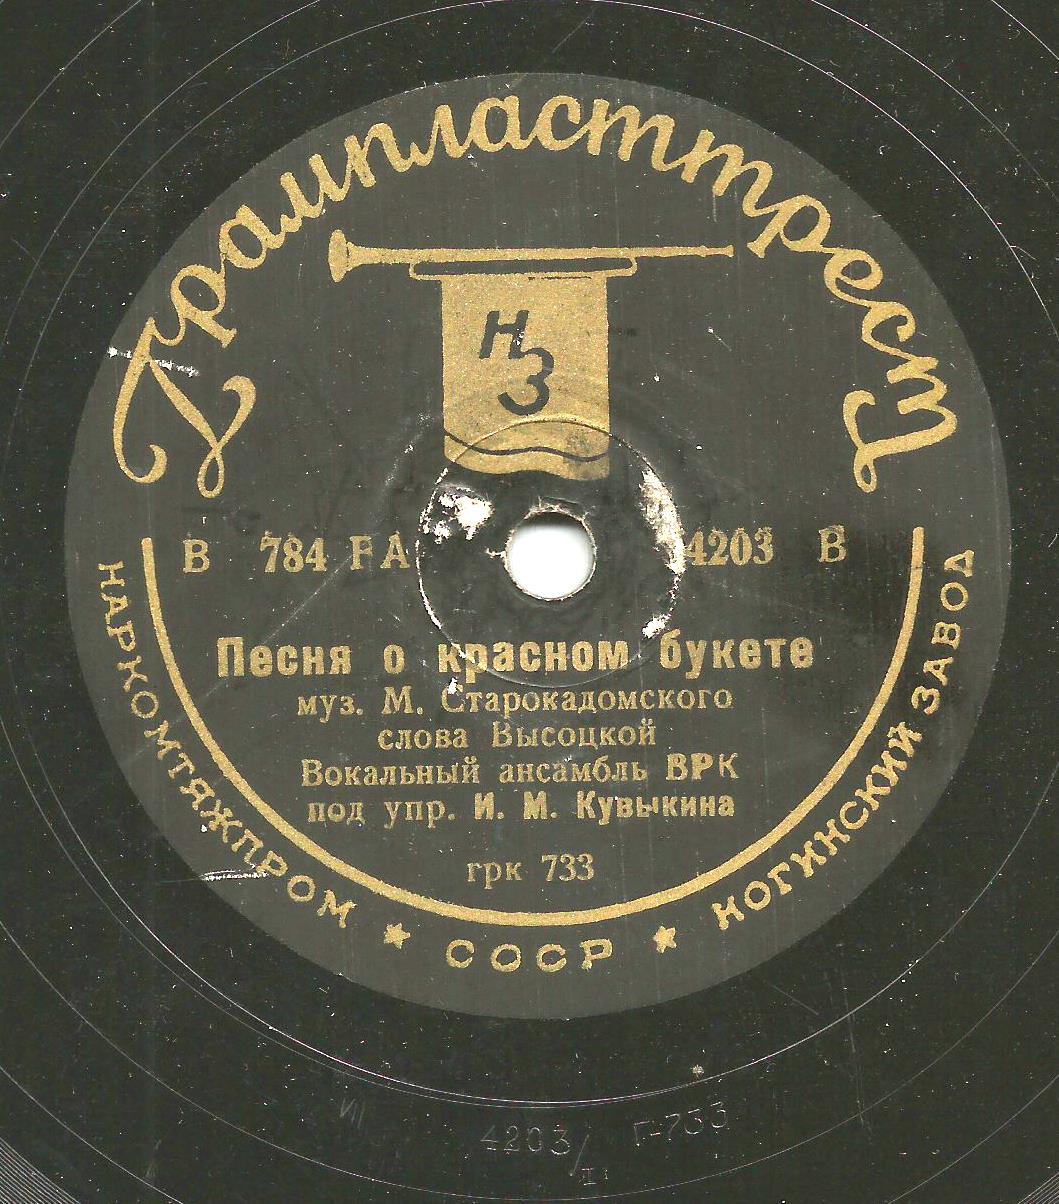 Грампласттрест
НЗ
В 784 РА 4203 В
Песня о красном букете
муз. М. Старокадомского
слова Высоцкой
Вокальный ансамбль ВРК
под упр. И. М. Кувыкина
грк 733
НАРКОМТЯЖПРОМ ★ СССР ★ НОГИНСКИЙ ЗАВОД
4203/ Г-733